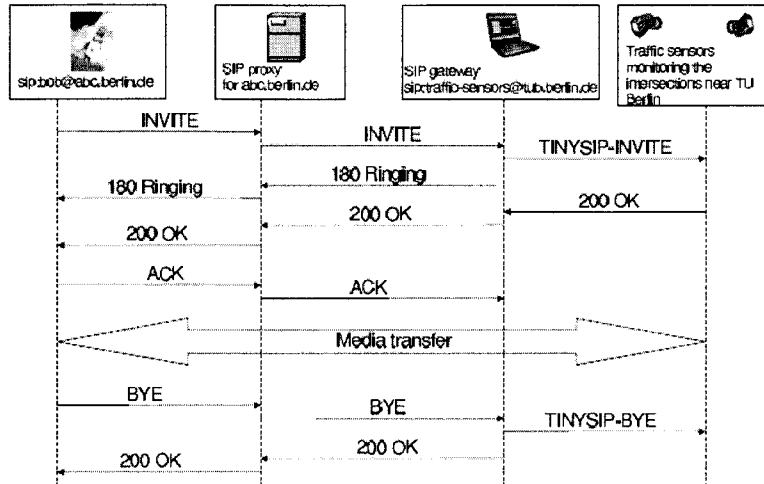 sip:bob@abc.berlin.de
SIP proxy
for abc.berlin.de
SIP gateway
sip:traffic-sensors@tub.berlin.de
Traffic sensors
monitoring the
intersections near TU
Berlin
INVITE
INVITE
TINYSIP-INVITE
180 Ringing
180 Ringing
200 OK
200 OK
200 OK
ACK
ACK
Media transfer
BYE
BYE
TINYSIP-BYE
200 OK
200 OK